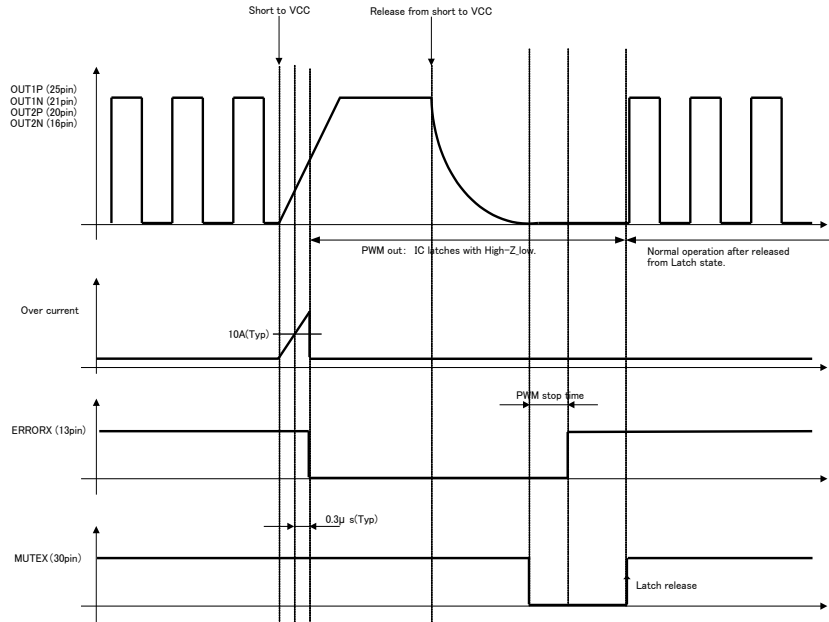 Short to VCC
Release from short to VCC
OUT1P (25pin)
OUT1N (21pin)
OUT2P (20pin)
OUT2N (16pin)
PWM out: IC latches with High-Z_low.
Normal operation after released
from Latch state.
Over current
10A(Typ)
PWM stop time
ERRORX (13pin)
0.3μ s(Typ)
MUTEX (30pin)
Latch release